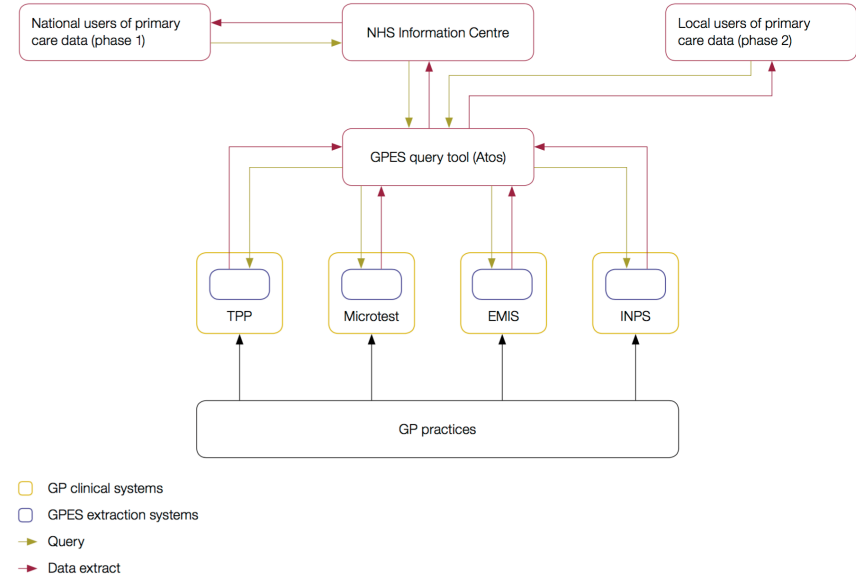 National users of primary
care data (phase 1)
NHS Information Centre
Local users of primary
care data (phase 2)
GPES query tool (Atos)
TPP
Microtest
EMIS
INPS
GP practices
GP clinical systems
GPES extraction systems
Query
Data extract